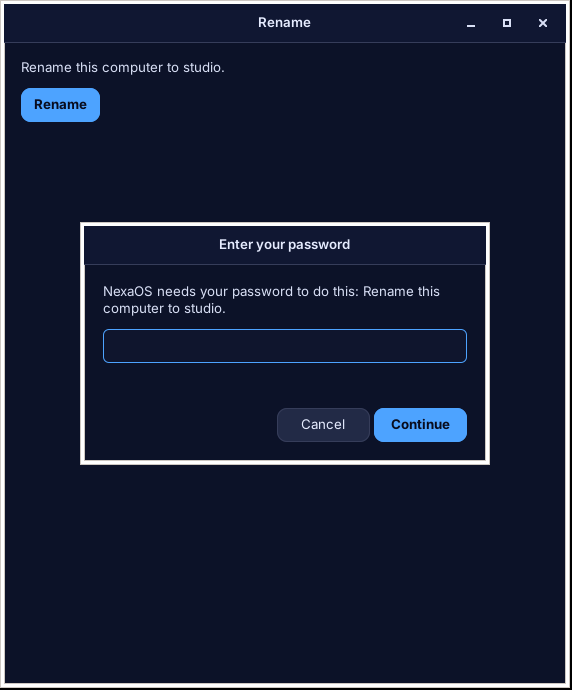 Rename
Rename this computer to studio.
Rename
Enter your password
NexaOS needs your password to do this: Rename this
computer to studio.
Cancel
Continue